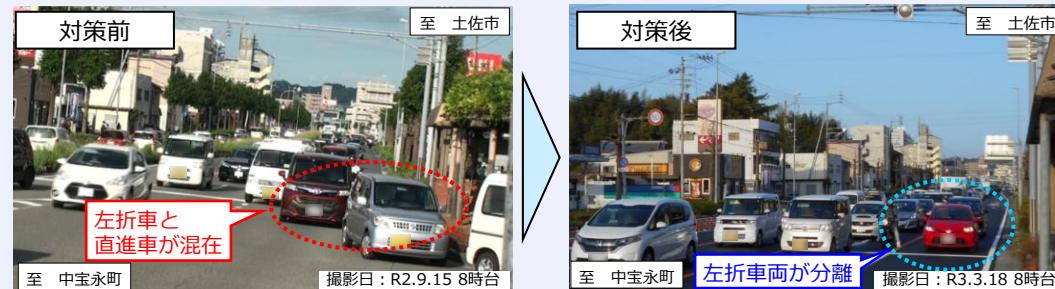 対策前
至 土佐市
左折車と
直進車が混在
至 中宝永町
撮影日：R2.9.15 8時台
対策後
至 土佐市
左折車両が分離
至 中宝永町
撮影日：R3.3.18 8時台